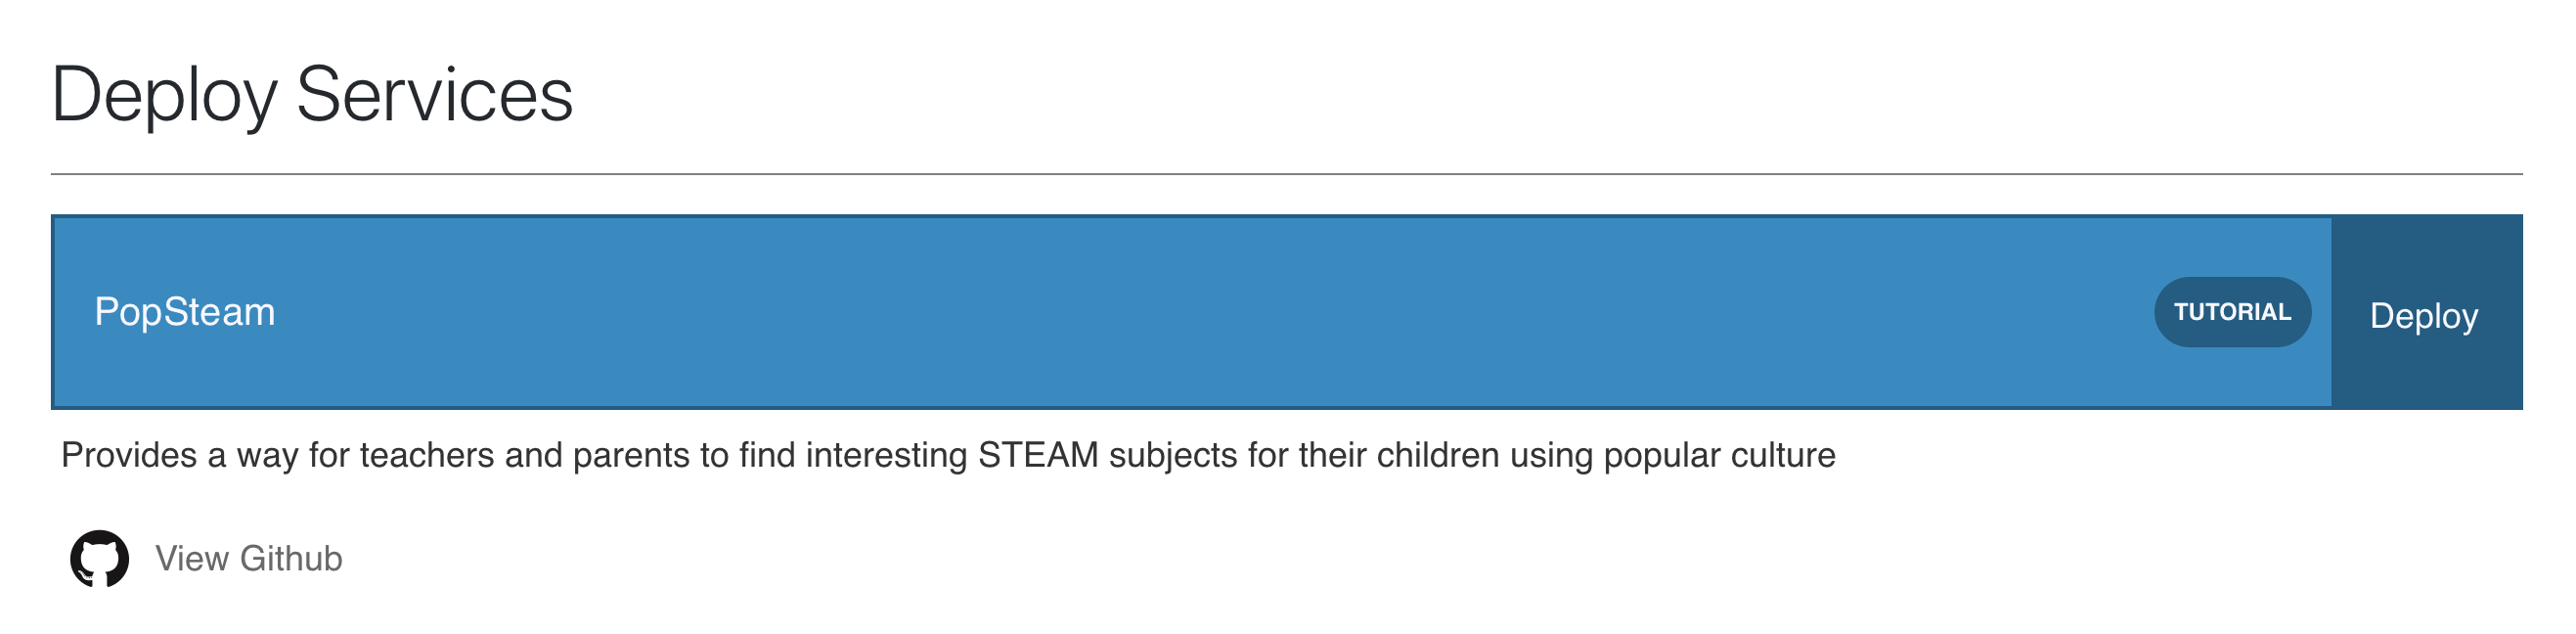 Deploy Services
PopSteam
TUTORIAL
Deploy
Provides a way for teachers and parents to find interesting STEAM subjects for their children using popular culture
View Github